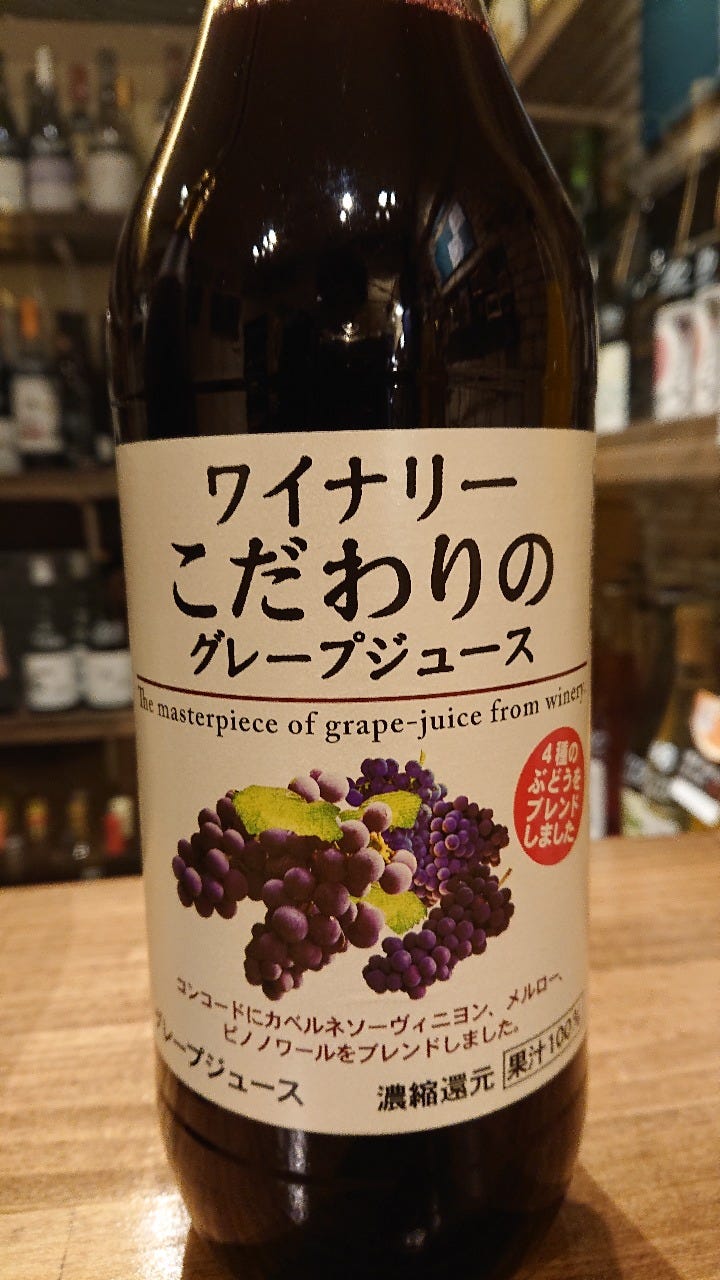 ワイナリー
こだわりの
グレープジュース
The masterpiece of grape-juice from winery.
4種の
ぶどうを
ブレンド
しました
コンコードにカベルネソーヴィニヨン、メルロー、
ピノノワールをブレンドしました。
グレープジュース
濃縮還元 果汁100%